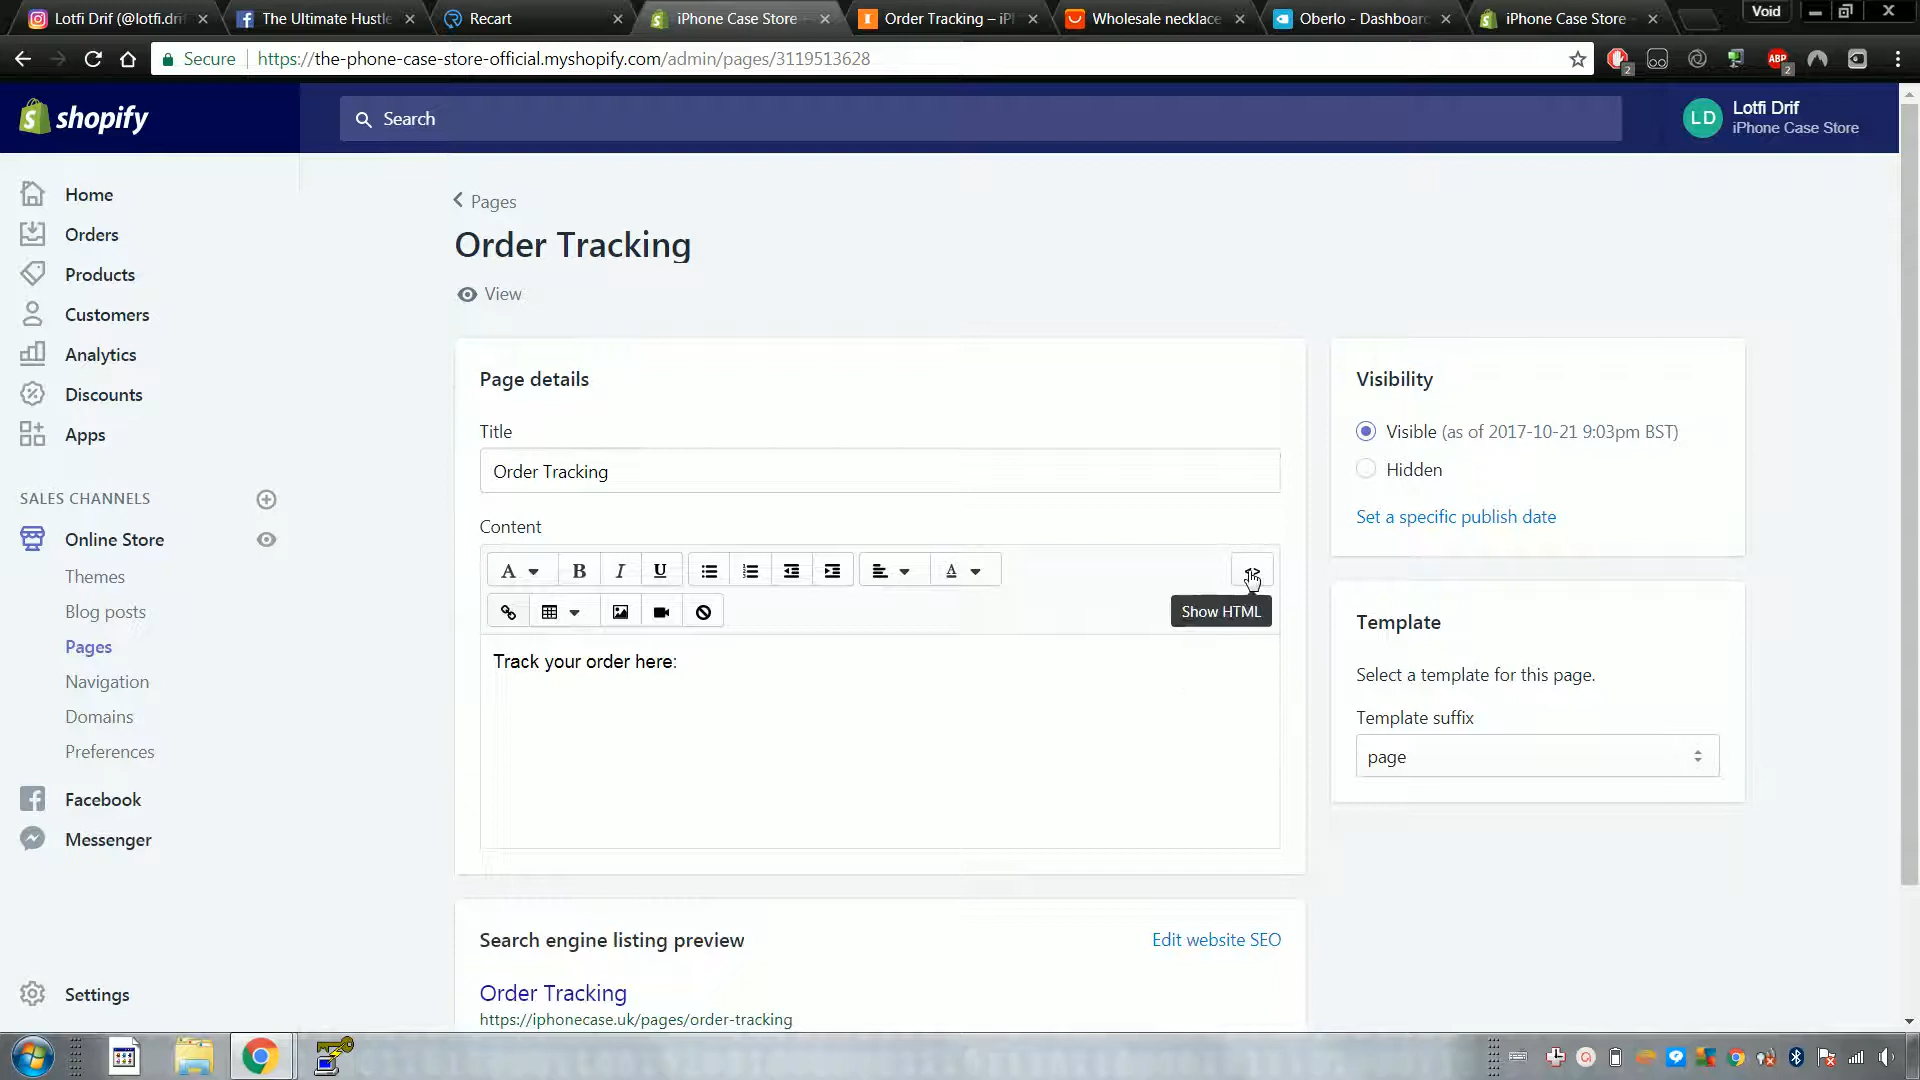 Lotfi Drif (@lotfi.dri
The Ultimate Hustle
Recart
iPhone Case Store
Order Tracking – iP
Wholesale necklace
Oberlo - Dashboard
iPhone Case Store
Void
Secure
https://the-phone-case-store-official.myshopify.com/admin/pages/3119513628
2
ABP
2
shopify
Search
LD
Lotfi Drif
iPhone Case Store
Home
Orders
Products
Customers
Analytics
Discounts
Apps
SALES CHANNELS
Online Store
Themes
Blog posts
Pages
Navigation
Domains
Preferences
Facebook
Messenger
Settings
Pages
Order Tracking
View
Page details
Title
Order Tracking
Content
A B I U A
Show HTML
Track your order here:
Visibility
Visible (as of 2017-10-21 9:03pm BST)
Hidden
Set a specific publish date
Template
Select a template for this page.
Template suffix
page
Search engine listing preview
Edit website SEO
Order Tracking
https://iphonecase.uk/pages/order-tracking